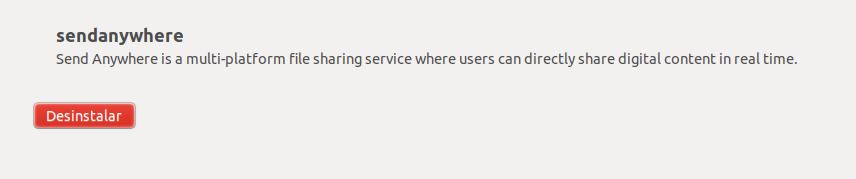 sendanywhere
Send Anywhere is a multi-platform file sharing service where users can directly share digital content in real time.
Desinstalar